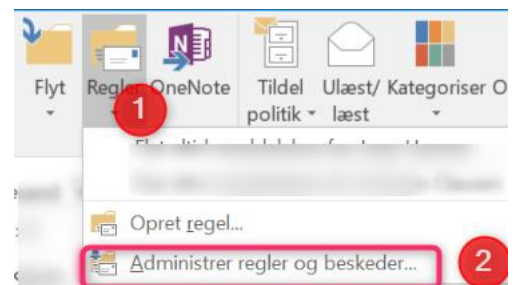 Flyt
Regler
OneNote
Tildel
politik
Ulæst/
læst
Kategoriser
1
Opret regel...
Administrer regler og beskeder...
2